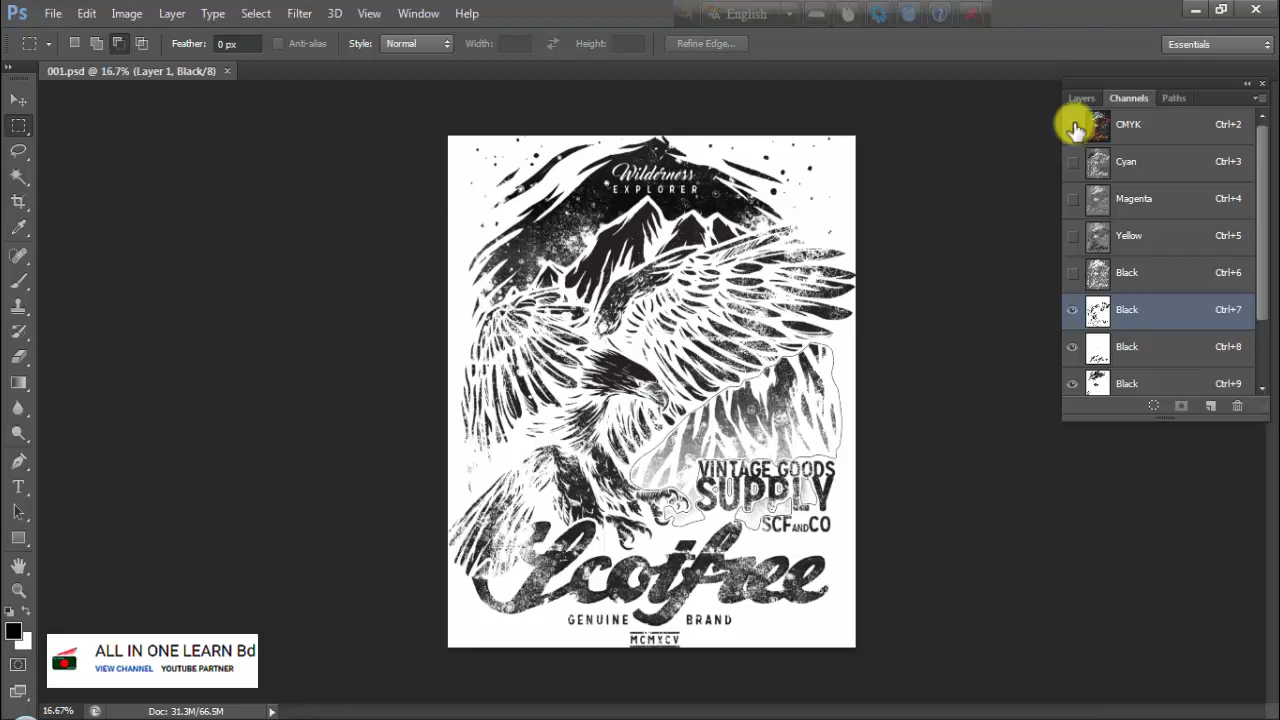 Ps File Edit Image Layer Type Select Filter 3D View Window Help
English
Feather: 0 px Anti-alias Style: Normal Width: Height: Refine Edge... Essentials
001.psd @ 16.7% (Layer 1, Black/8) ×
Layers Channels Paths
CMYK Ctrl+2
Cyan Ctrl+3
Magenta Ctrl+4
Yellow Ctrl+5
Black Ctrl+6
Black Ctrl+7
Black Ctrl+8
Black Ctrl+9
Wilderness
EXPLORER
VINTAGE GOODS
SUPPLY
SCF AND CO
GENUINE BRAND
MCMXCV
ALL IN ONE LEARN Bd
VIEW CHANNEL YOUTUBE PARTNER
16.67% Doc: 31.3M/66.5M